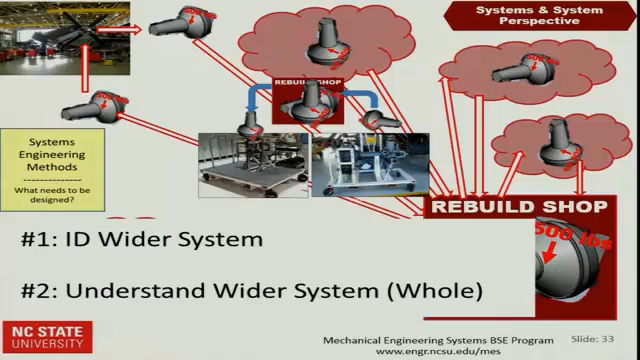 Systems & System
Perspective
REBUILD SHOP
Systems
Engineering
Methods
--------------
What needs to be
designed?
REBUILD SHOP
500 lbs
#1: ID Wider System
#2: Understand Wider System (Whole)
NC STATE
UNIVERSITY
Mechanical Engineering Systems BSE Program
www.engr.ncsu.edu/mes
Slide: 33